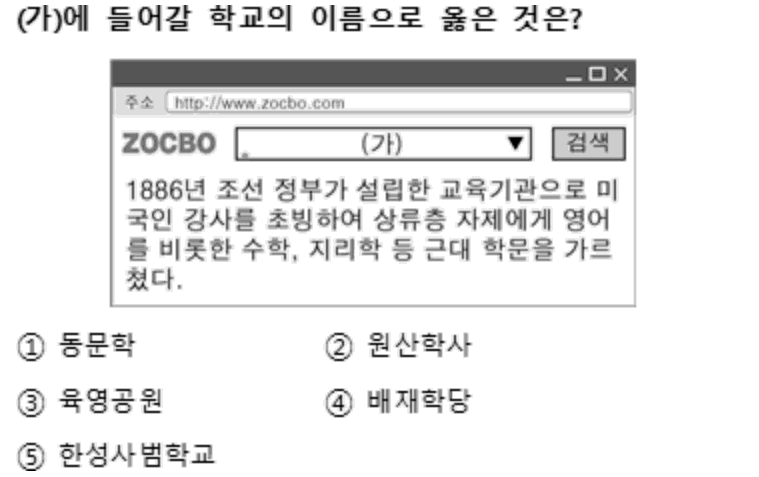 (가)에 들어갈 학교의 이름으로 옳은 것은?
주소 http://www.zocbo.com
ZOCBO (가) ▼ 검색
1886년 조선 정부가 설립한 교육기관으로 미
국인 강사를 초빙하여 상류층 자제에게 영어
를 비롯한 수학, 지리학 등 근대 학문을 가르
쳤다.
① 동문학 ② 원산학사
③ 육영공원 ④ 배재학당
⑤ 한성사범학교